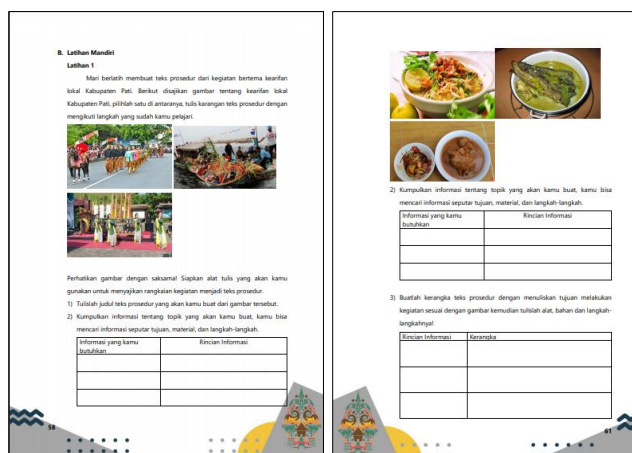 B. Latihan Mandiri
Latihan 1
Mari berlatih membuat teks prosedur dari kegiatan bertema kearifan
lokal Kabupaten Pati. Berikut disajikan gambar tentang kearifan lokal
Kabupaten Pati, pilihlah satu di antaranya, tulis karangan teks prosedur dengan
mengikuti langkah yang sudah kamu pelajari.
Perhatikan gambar dengan saksama! Siapkan alat tulis yang akan kamu
gunakan untuk menyajikan rangkaian kegiatan menjadi teks prosedur.
1) Tulislah judul teks prosedur yang akan kamu buat dari gambar tersebut.
2) Kumpulkan informasi tentang topik yang akan kamu buat, kamu bisa
mencari informasi seputar tujuan, material, dan langkah-langkah.
Informasi yang kamu
butuhkan
Rincian Informasi
58
2) Kumpulkan informasi tentang topik yang akan kamu buat, kamu bisa
mencari informasi seputar tujuan, material, dan langkah-langkah.
Informasi yang kamu
butuhkan
Rincian Informasi
3) Buatlah kerangka teks prosedur dengan menuliskan tujuan melakukan
kegiatan sesuai dengan gambar kemudian tulislah alat, bahan dan langkah-
langkahnya!
Rincian Informasi
Kerangka
61